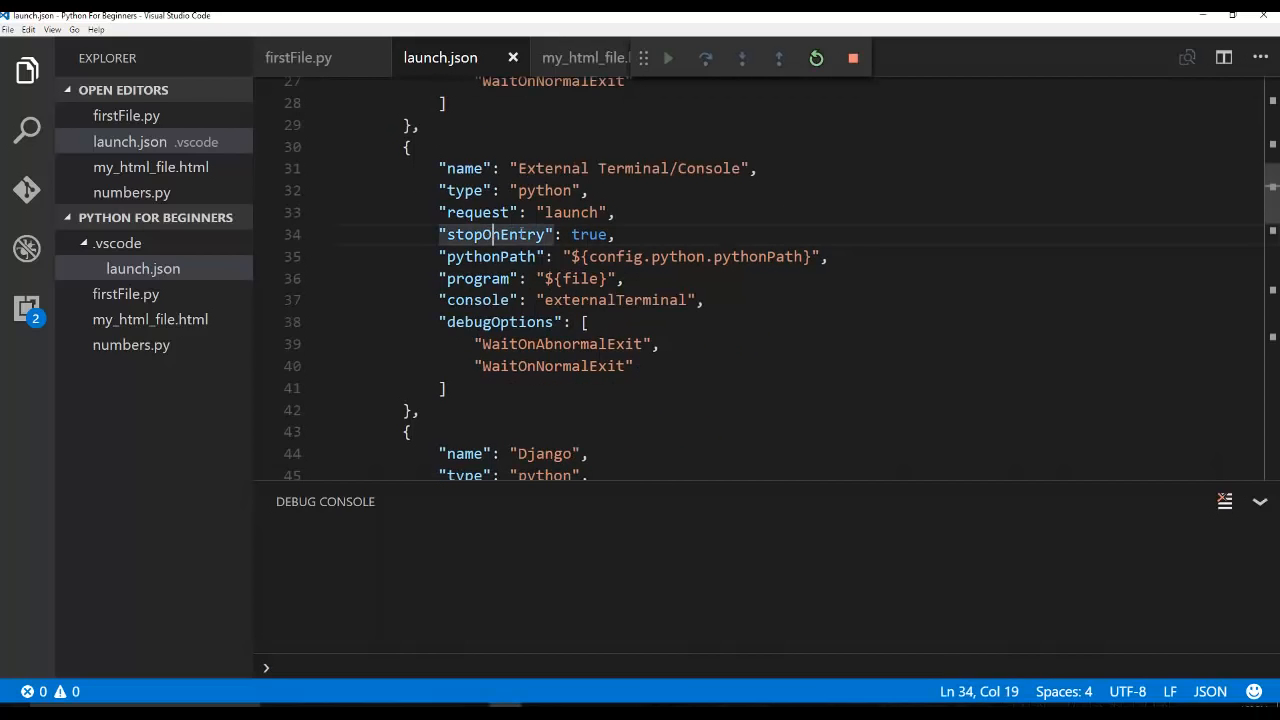 launch.json - Python For Beginners - Visual Studio Code
File Edit View Go Help
EXPLORER
firstFile.py
launch.json
my_html_file.
OPEN EDITORS
firstFile.py
launch.json .vscode
my_html_file.html
numbers.py
PYTHON FOR BEGINNERS
.vscode
launch.json
firstFile.py
my_html_file.html
numbers.py
2
27 "WaitOnNormalExit"
28 ]
29 },
30 {
31 "name": "External Terminal/Console",
32 "type": "python",
33 "request": "launch",
34 "stopOnEntry": true,
35 "pythonPath": "${config.python.pythonPath}",
36 "program": "${file}",
37 "console": "externalTerminal",
38 "debugOptions": [
39 "WaitOnAbnormalExit",
40 "WaitOnNormalExit"
41 ]
42 },
43 {
44 "name": "Django",
45 "type": "python",
DEBUG CONSOLE
0 0
Ln 34, Col 19 Spaces: 4 UTF-8 LF JSON